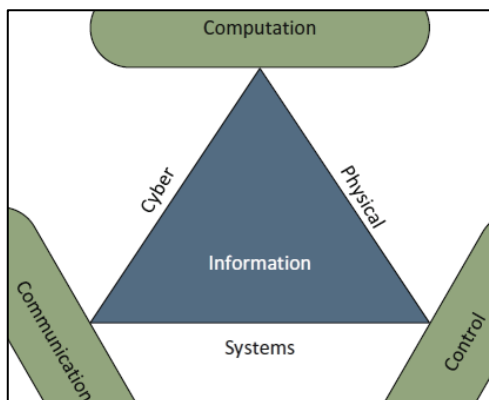 Computation
Cyber
Physical
Information
Communication
Systems
Control